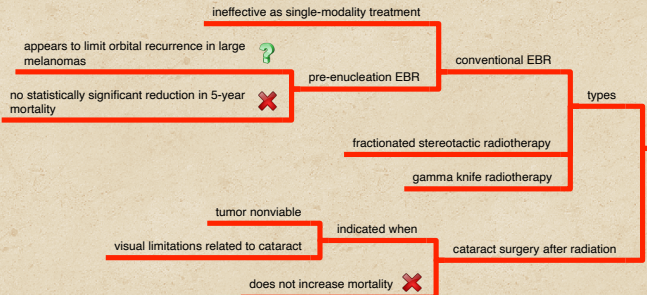 ineffective as single-modality treatment
appears to limit orbital recurrence in large
melanomas
conventional EBR
pre-enucleation EBR
no statistically significant reduction in 5-year
mortality
types
fractionated stereotactic radiotherapy
gamma knife radiotherapy
tumor nonviable
indicated when
visual limitations related to cataract
cataract surgery after radiation
does not increase mortality